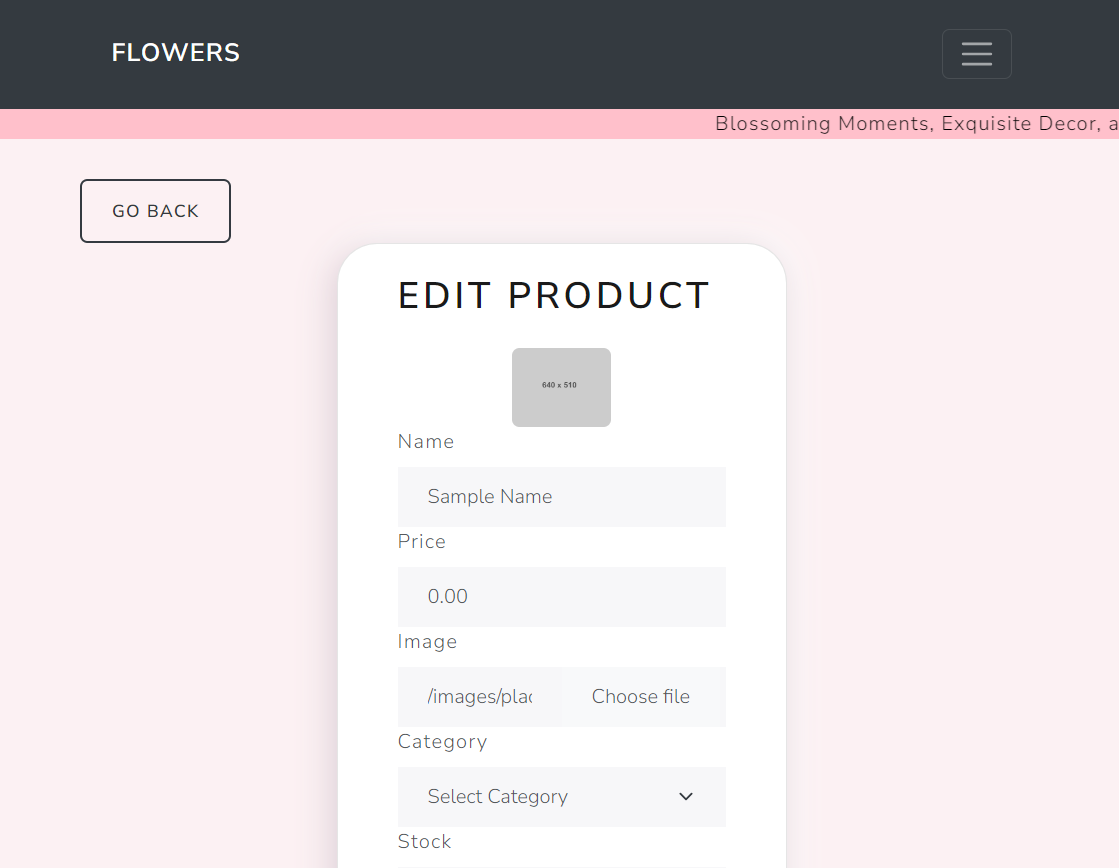 FLOWERS
Blossoming Moments, Exquisite Decor, a
GO BACK
EDIT PRODUCT
640 x 510
Name
Sample Name
Price
0.00
Image
/images/plac
Choose file
Category
Select Category
Stock